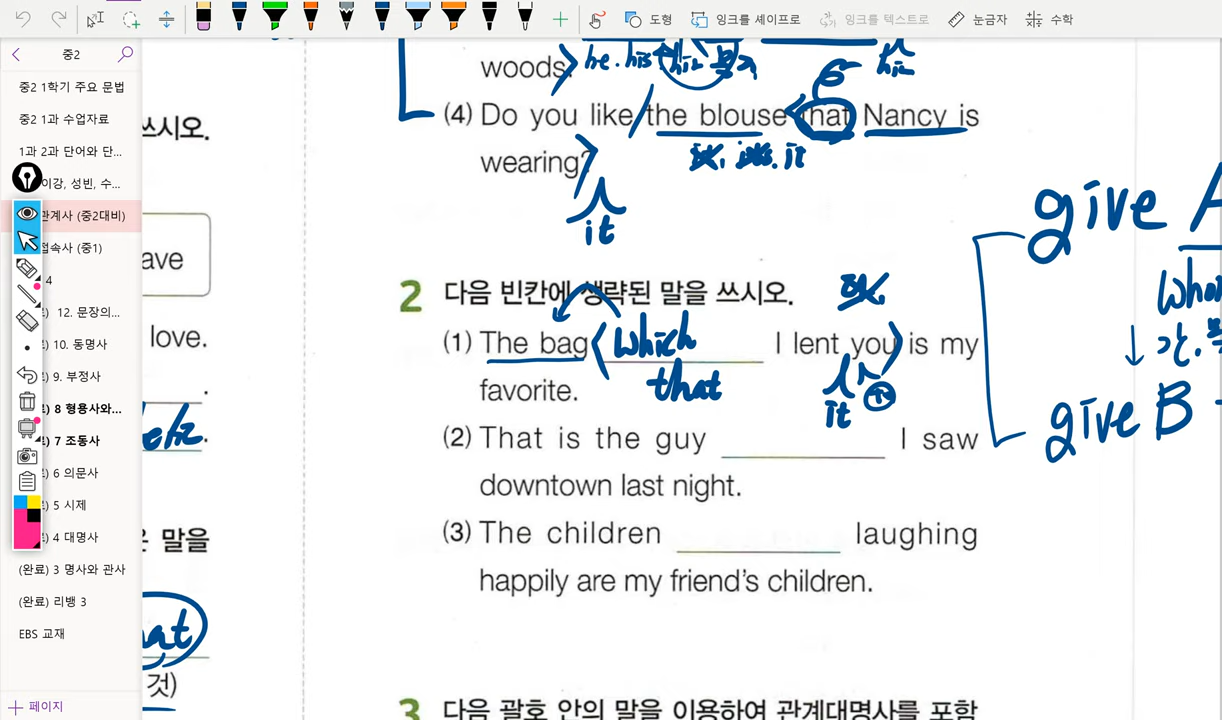 도형
잉크를 셰이프로
잉크를 텍스트로
눈금자
수학
중2
중2 1학기 주요 문법
중2 1과 수업자료
1과 2과 단어와 단...
이강, 성빈, 수...
관계사 (중2대비)
접속사 (중1)
4
) 12. 문장의...
) 10. 동명사
) 9. 부정사
) 8 형용사와...
) 7 조동사
) 6 의문사
) 5 시제
) 4 대명사
(완료) 3 명사와 관사
(완료) 리뱅 3
EBS 교재
페이지
쓰시오.
ave
love.
말을
at
것)
woods.
he. his.
(4) Do you like the blouse that Nancy is
wearing?
it
it
give A
2 다음 빈칸에 생략된 말을 쓰시오.
(1) The bag which I lent you is my
that
it
favorite.
give B
(2) That is the guy I saw
downtown last night.
(3) The children laughing
happily are my friend's children.
3 다음 괄호 안의 말을 이용하여 관계대명사를 포함